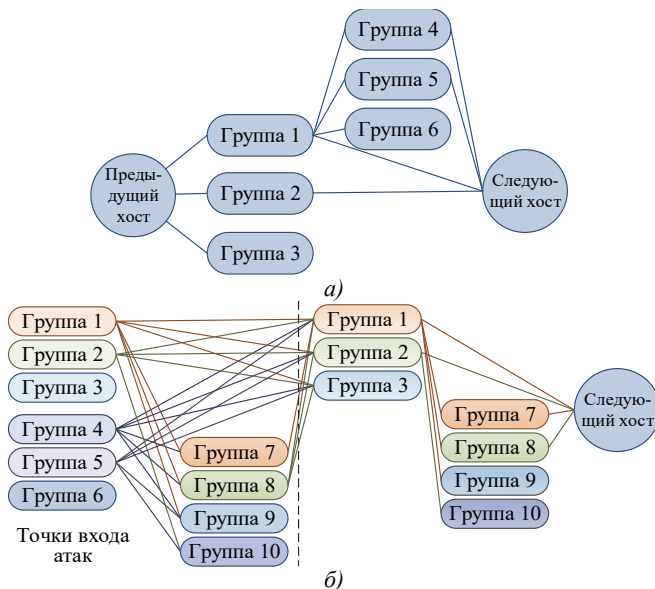 Группа 4
Группа 5
Группа 1
Группа 6
Преды-
дущий
хост
Группа 2
Следую-
щий хост
Группа 3
а)
Группа 1
Группа 2
Группа 3
Группа 4
Группа 5
Группа 6
Точки входа
атак
Группа 7
Группа 8
Группа 9
Группа 10
Группа 1
Группа 2
Группа 3
Группа 7
Группа 8
Группа 9
Группа 10
Следую-
щий хост
б)